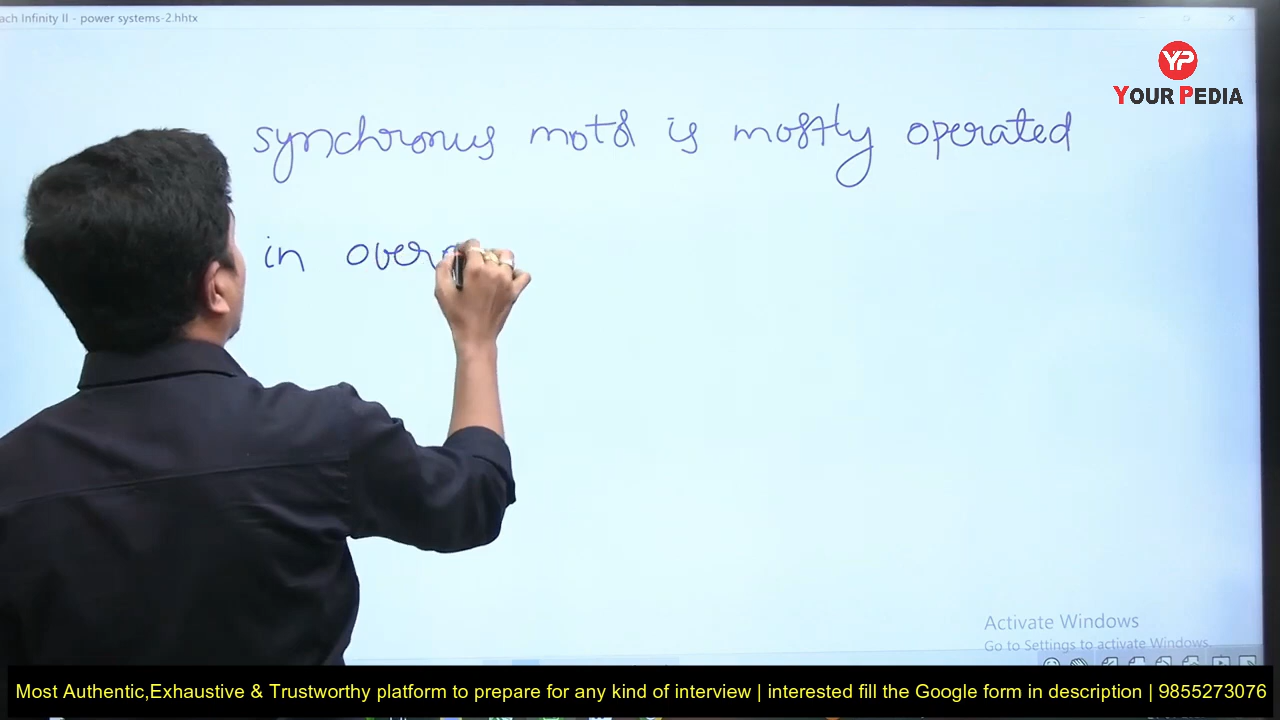 ach Infinity II - power systems-2.hhtx
YP
YOUR PEDIA
synchronus motor is mostly operated
in over
Activate Windows
Go to Settings to activate Windows.
Most Authentic,Exhaustive & Trustworthy platform to prepare for any kind of interview | interested fill the Google form in description | 9855273076